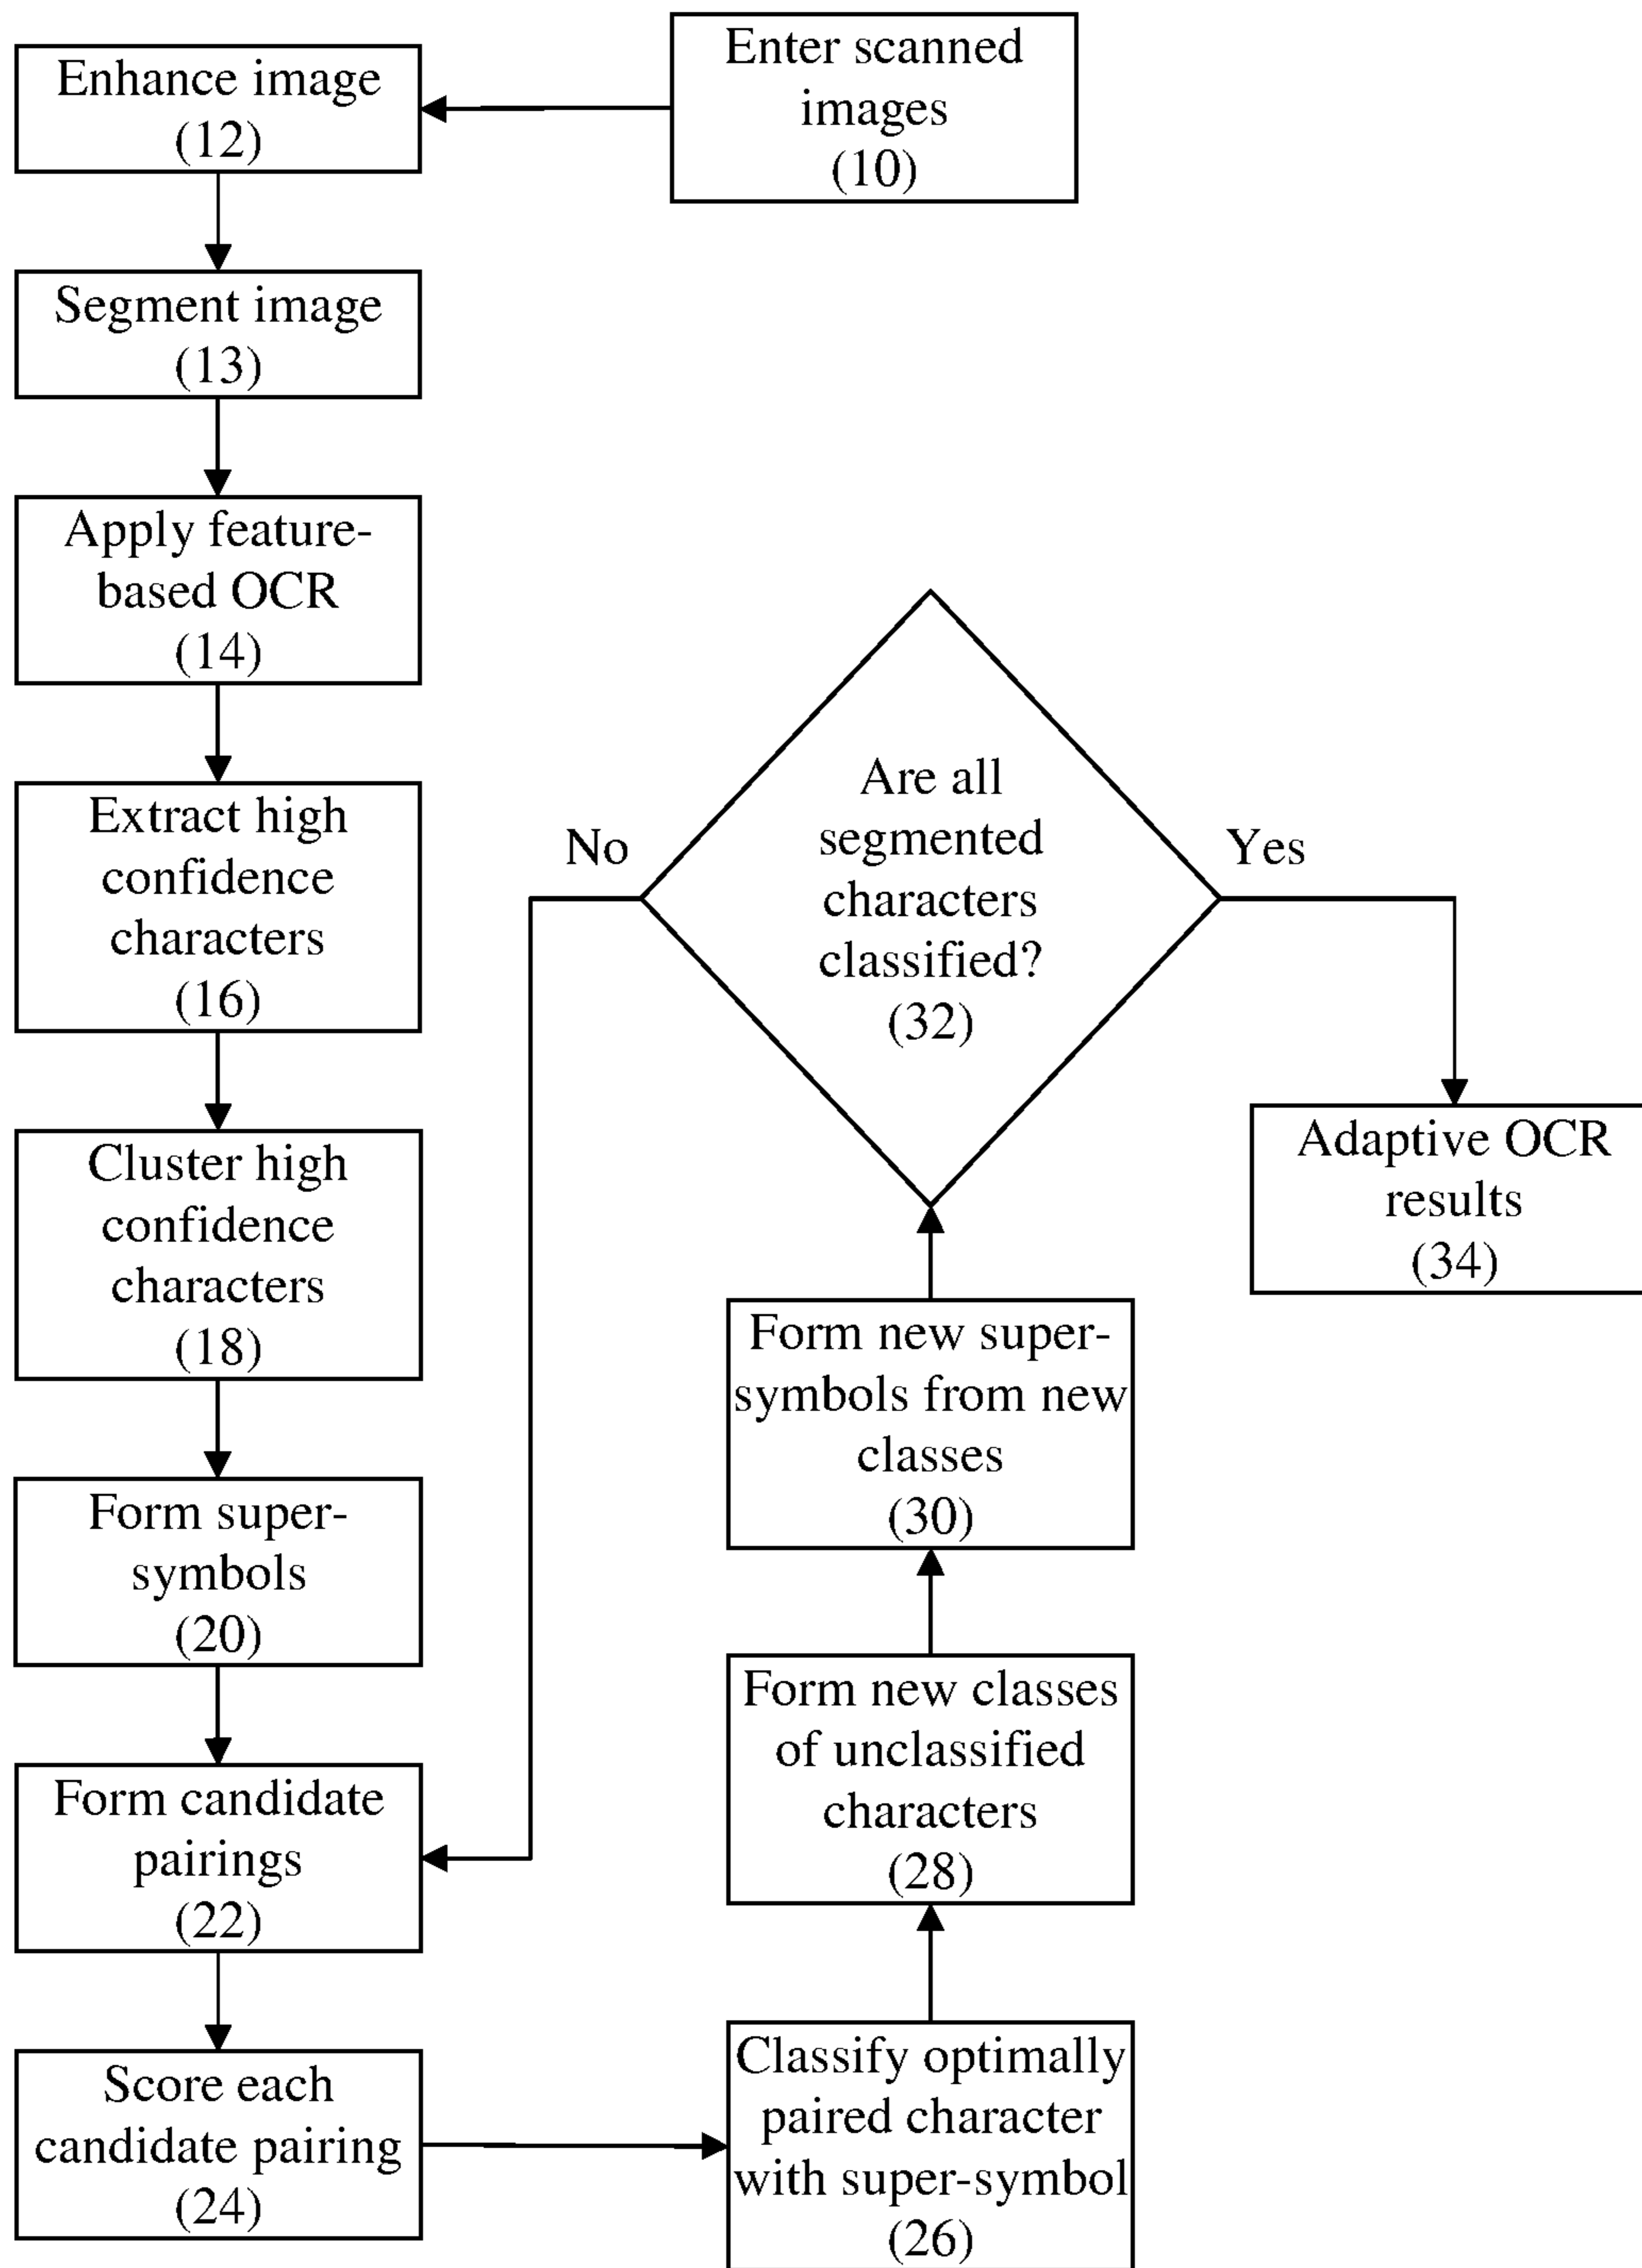 Enter scanned
images
(10)
Enhance image
(12)
Segment image
(13)
Apply feature-
based OCR
(14)
Extract high
confidence
characters
(16)
Cluster high
confidence
characters
(18)
Form super-
symbols
(20)
Form candidate
pairings
(22)
Score each
candidate pairing
(24)
Classify optimally
paired character
with super-symbol
(26)
Form new classes
of unclassified
characters
(28)
Form new super-
symbols from new
classes
(30)
Are all
segmented
characters
classified?
(32)
No
Yes
Adaptive OCR
results
(34)